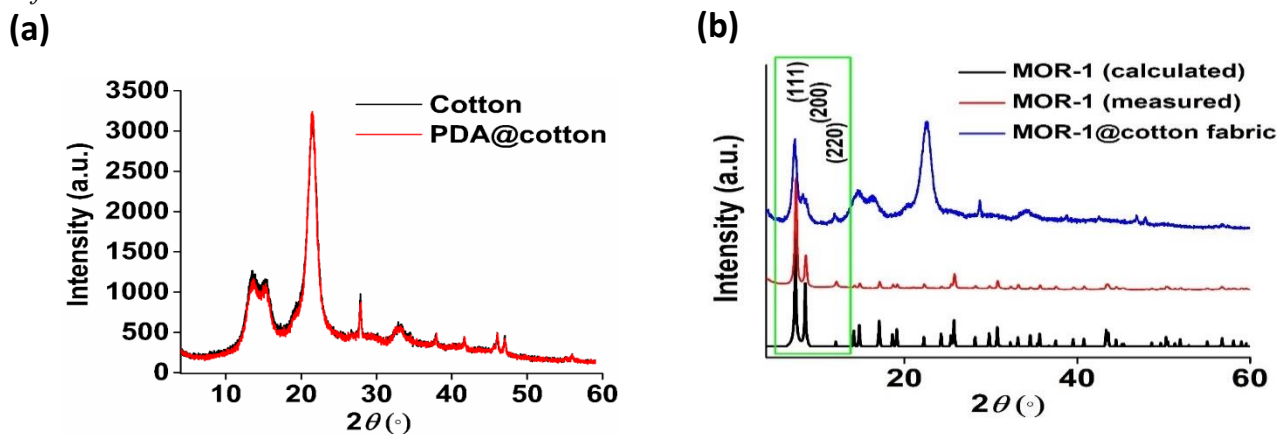 (a)
3500
3000
2500
2000
1500
1000
500
0
Intensity (a.u.)
Cotton
PDA@cotton
10 20 30 40 50 60
2θ (°)
(b)
Intensity (a.u.)
(111)
(200)
(220)
MOR-1 (calculated)
MOR-1 (measured)
MOR-1@cotton fabric
20 40 60
2θ (°)